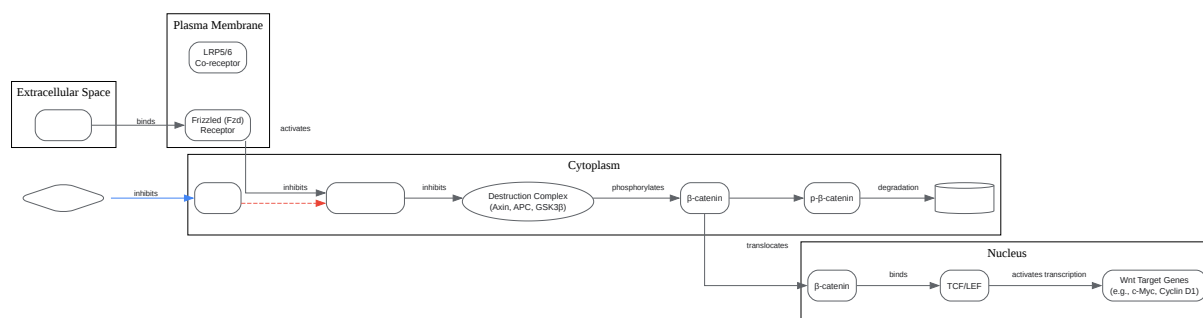 Plasma Membrane
LRP5/6
Co-receptor
Extracellular Space
binds
Frizzled (Fzd)
Receptor
activates
Cytoplasm
inhibits
inhibits
inhibits
Destruction Complex
(Axin, APC, GSK3β)
phosphorylates
β-catenin
p-β-catenin
degradation
translocates
Nucleus
β-catenin
binds
TCF/LEF
activates transcription
Wnt Target Genes
(e.g., c-Myc, Cyclin D1)